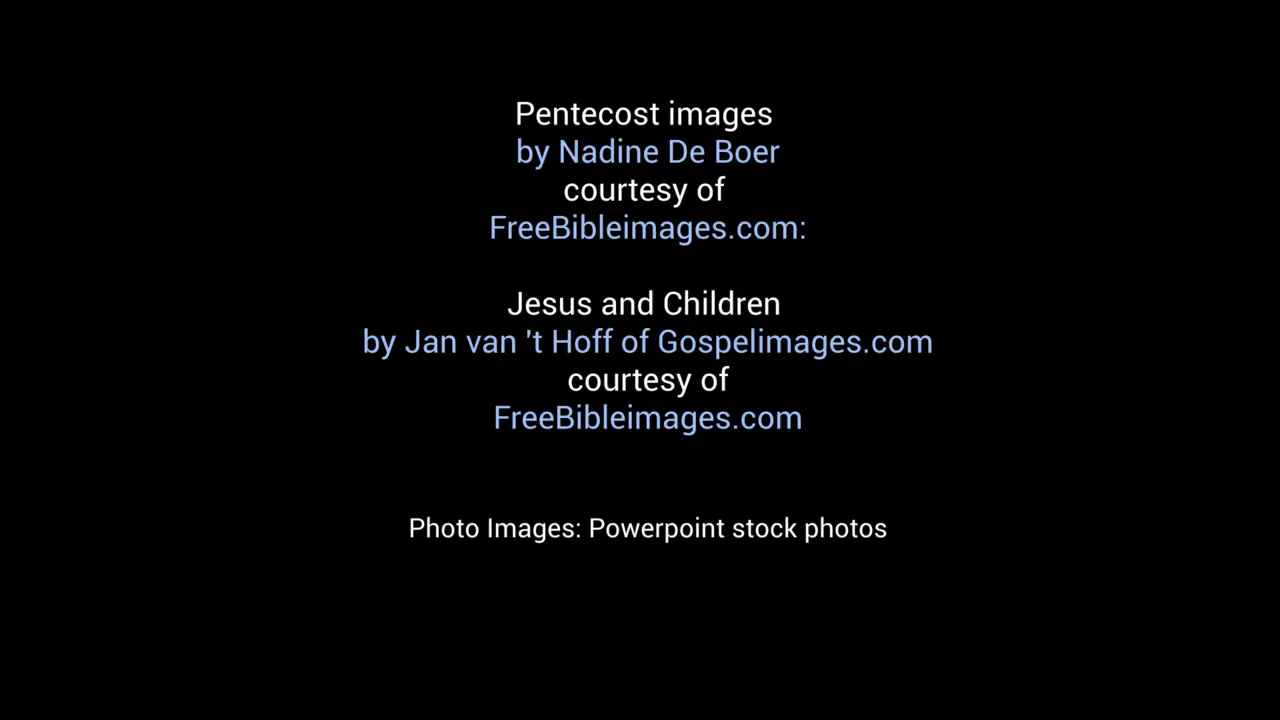 Pentecost images
by Nadine De Boer
courtesy of
FreeBibleimages.com:
Jesus and Children
by Jan van 't Hoff of Gospelimages.com
courtesy of
FreeBibleimages.com
Photo Images: Powerpoint stock photos